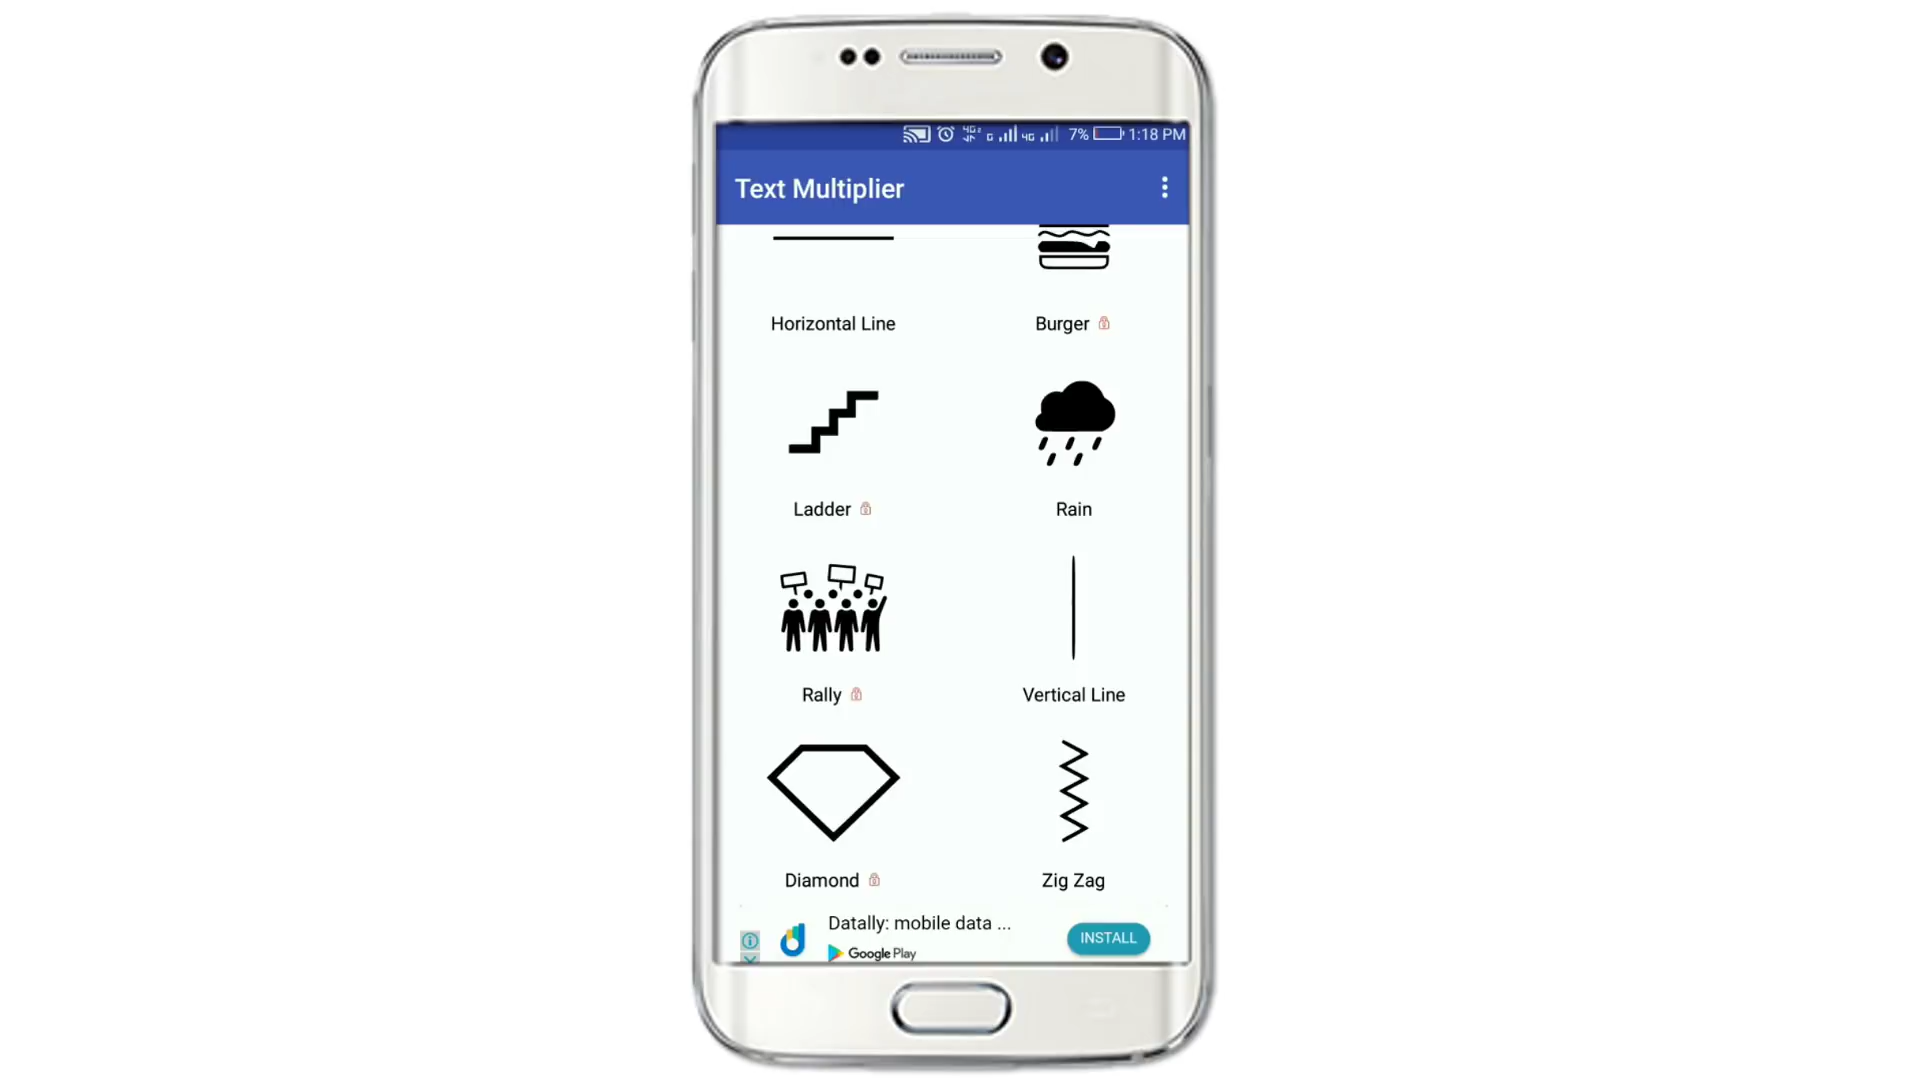 7% 1:18 PM
Text Multiplier
Horizontal Line
Burger
Ladder
Rain
Rally
Vertical Line
Diamond
Zig Zag
Datally: mobile data ...
Google Play
INSTALL